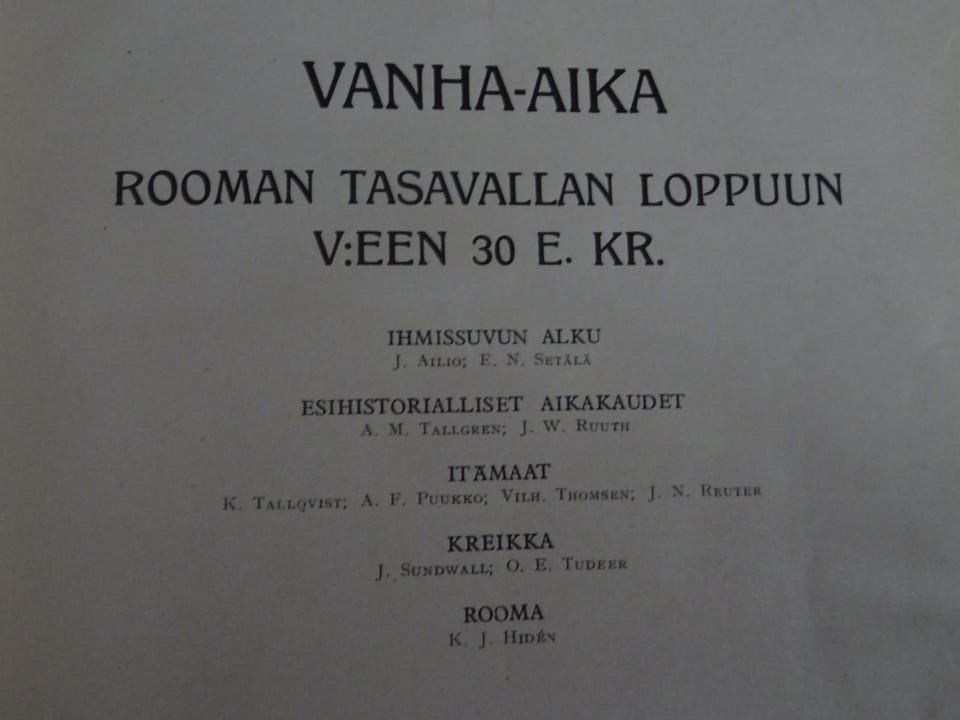 VANHA-AIKA
ROOMAN TASAVALLAN LOPPUUN
V:EEN 30 E. KR.
IHMISSUVUN ALKU
J. AILIO; E. N. SETÄLÄ
ESIHISTORIALLISET AIKAKAUDET
A. M. TALLGREN; J. W. RUUTH
ITÄMAAT
K. TALLQVIST; A. F. PUUKKO; VILH. THOMSEN; J. N. REUTER
KREIKKA
J. SUNDWALL; O. E. TUDEER
ROOMA
K. J. HIDÉN